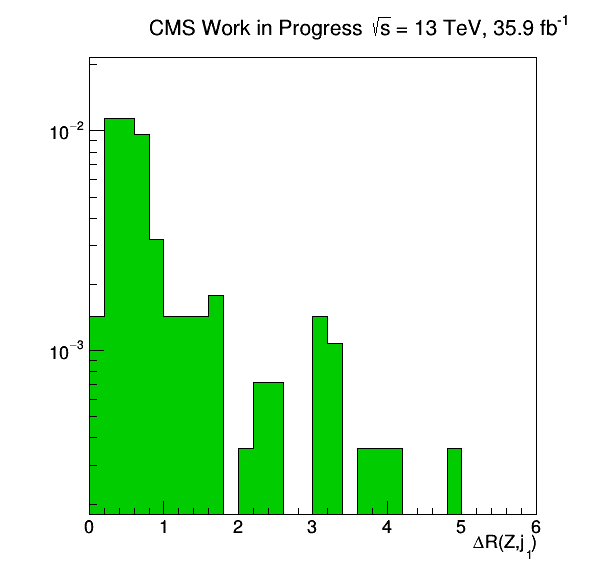 CMS Work in Progress √s = 13 TeV, 35.9 fb⁻¹
10⁻²
10⁻³
0 1 2 3 4 5 6
ΔR(Z,j₁)